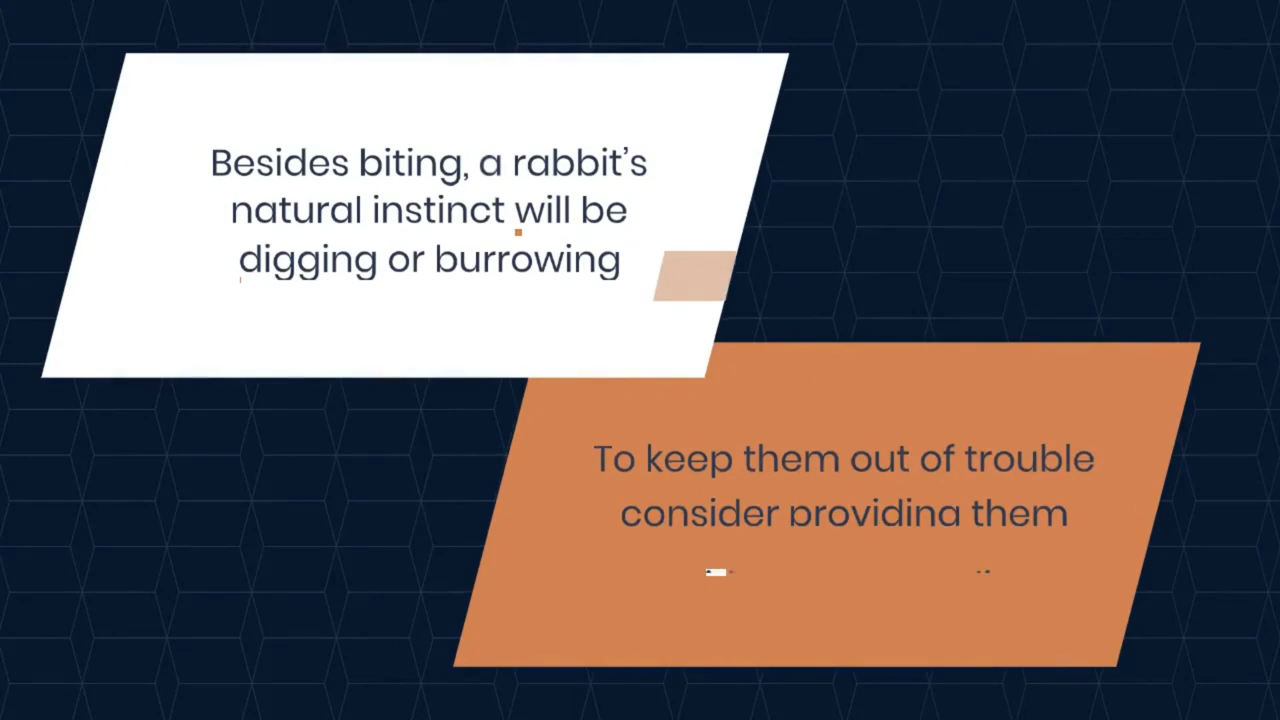 Besides biting, a rabbit’s
natural instinct will be
digging or burrowing
To keep them out of trouble
consider providing them